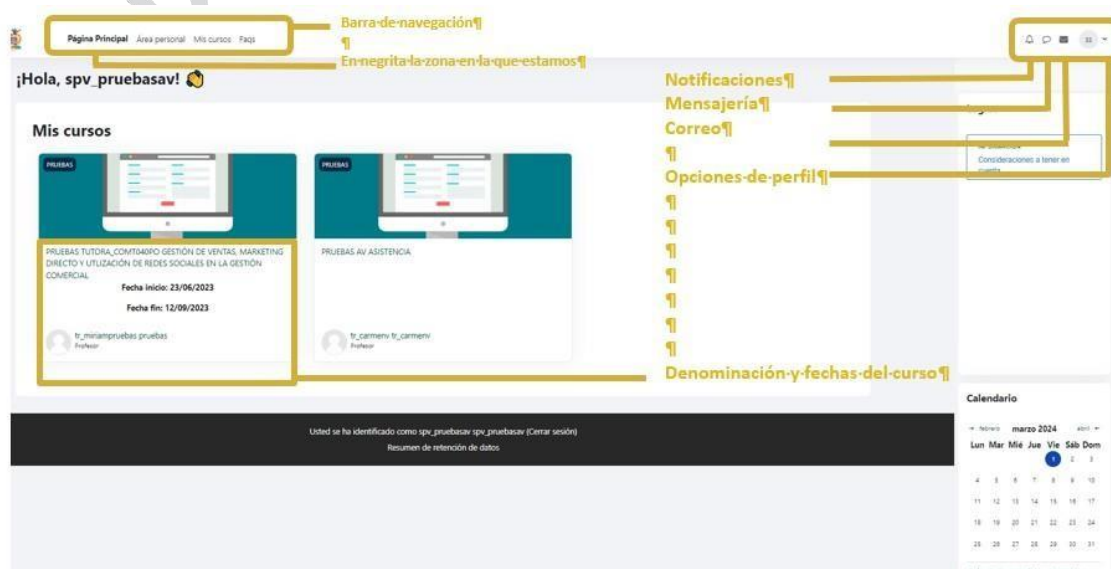 Barra·de·navegación¶
¶
En·negrita·la·zona·en·la·que·estamos¶
Página Principal Área personal Mis cursos Faqs
¡Hola, spv_pruebasav!
Notificaciones¶
Mensajería¶
Correo¶
¶
Opciones·de·perfil¶
¶
¶
¶
¶
¶
¶
¶
Denominación·y·fechas·del·curso¶
Consideraciones a tener en
cuenta
Mis cursos
PRUEBAS
PRUEBAS TUTORA_COMT040PO GESTIÓN DE VENTAS, MARKETING
DIRECTO Y UTLIZACIÓN DE REDES SOCIALES EN LA GESTIÓN
COMERCIAL
Fecha inicio: 23/06/2023
Fecha fin: 12/09/2023
tr_miriampruebas pruebas
Profesor
PRUEBAS
PRUEBAS AV ASISTENCIA
tr_carmenv tr_carmenv
Profesor
Usted se ha identificado como spv_pruebasav spv_pruebasav (Cerrar sesión)
Resumen de retención de datos
Calendario
febrero marzo 2024 abril
Lun Mar Mié Jue Vie Sáb Dom
1 2 3
4 5 6 7 8 9 10
11 12 13 14 15 16 17
18 19 20 21 22 23 24
25 26 27 28 29 30 31